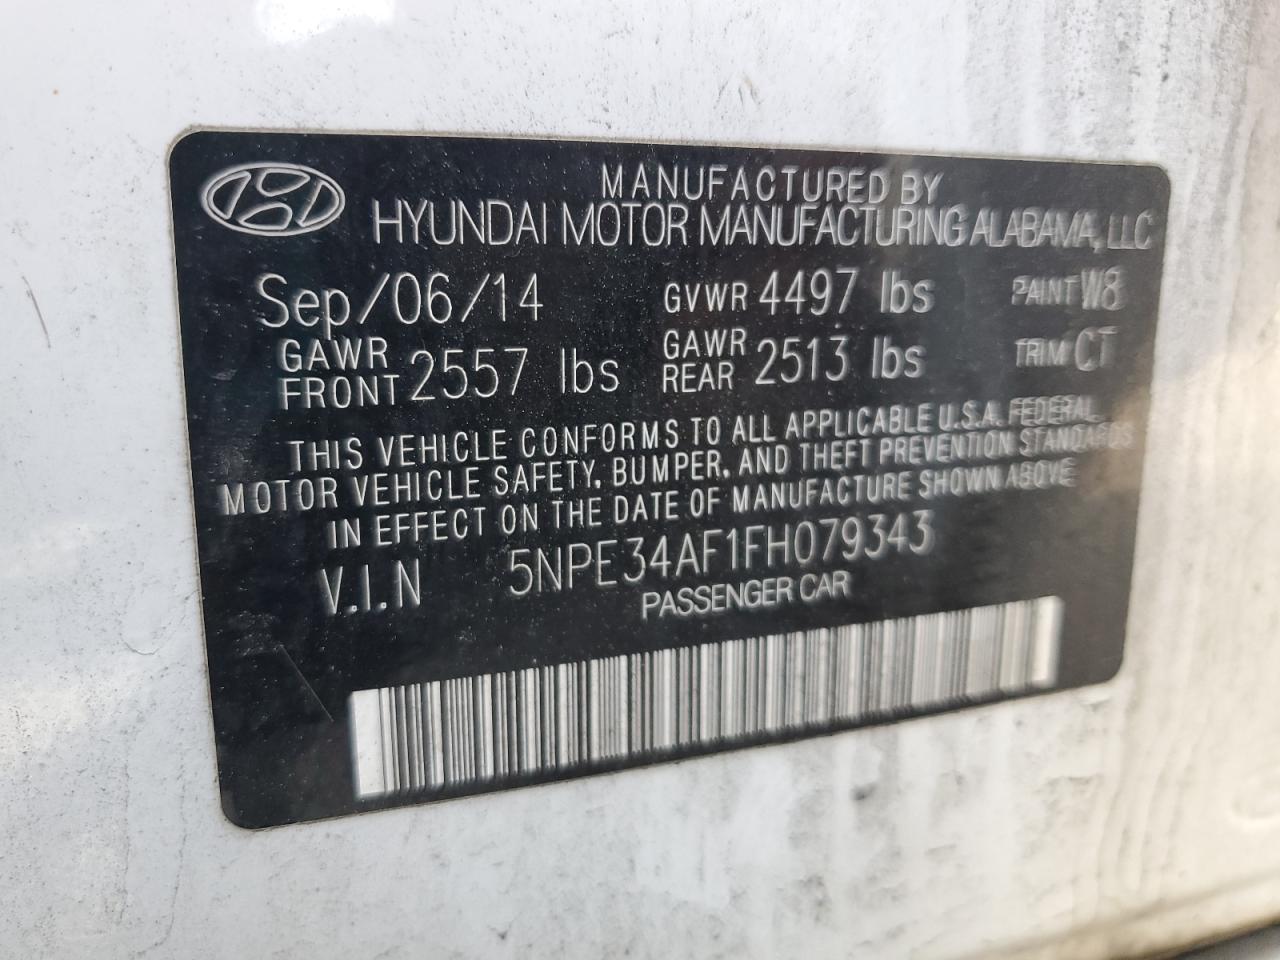 MANUFACTURED BY
HYUNDAI MOTOR MANUFACTURING ALABAMA, LLC
Sep/06/14 GVWR 4497 lbs PAINT W8
GAWR FRONT 2557 lbs GAWR REAR 2513 lbs TRIM CT
THIS VEHICLE CONFORMS TO ALL APPLICABLE U.S.A. FEDERAL
MOTOR VEHICLE SAFETY, BUMPER, AND THEFT PREVENTION STANDARDS
IN EFFECT ON THE DATE OF MANUFACTURE SHOWN ABOVE
V.I.N 5NPE34AF1FH079343
PASSENGER CAR